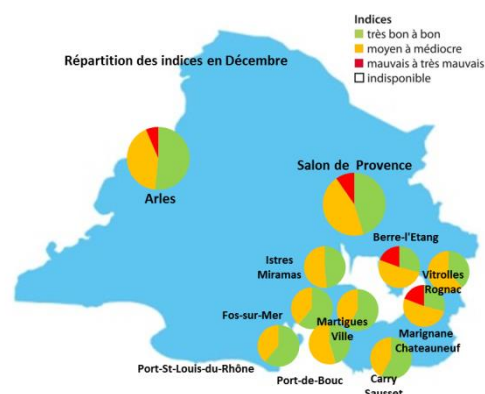 Indices
très bon à bon
moyen à médiocre
mauvais à très mauvais
indisponible
Répartition des indices en Décembre
Arles
Salon de Provence
Berre-l'Etang
Istres
Miramas
Vitrolles
Rognac
Fos-sur-Mer
Martigues
Ville
Marignane
Chateauneuf
Port-St-Louis-du-Rhône
Port-de-Bouc
Carry
Sausset